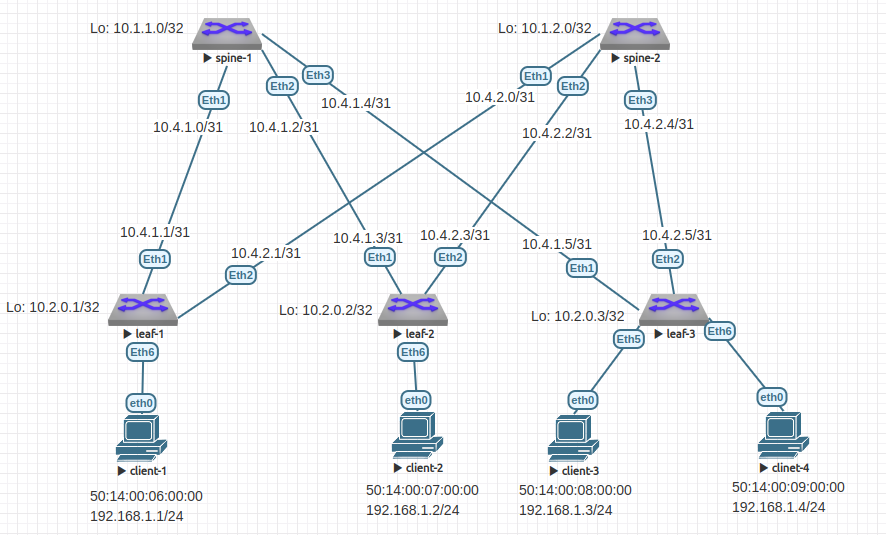 Lo: 10.1.1.0/32
spine-1
Lo: 10.1.2.0/32
spine-2
Eth1
Eth2
Eth3
Eth1
Eth2
Eth3
10.4.1.0/31
10.4.1.2/31
10.4.1.4/31
10.4.2.0/31
10.4.2.2/31
10.4.2.4/31
10.4.1.1/31
10.4.2.1/31
10.4.1.3/31
10.4.2.3/31
10.4.1.5/31
10.4.2.5/31
Eth1
Eth2
Eth1
Eth2
Eth1
Eth2
Lo: 10.2.0.1/32
leaf-1
Lo: 10.2.0.2/32
leaf-2
Lo: 10.2.0.3/32
leaf-3
Eth6
Eth6
Eth5
Eth6
eth0
eth0
eth0
eth0
client-1
client-2
client-3
clinet-4
50:14:00:06:00:00
192.168.1.1/24
50:14:00:07:00:00
192.168.1.2/24
50:14:00:08:00:00
192.168.1.3/24
50:14:00:09:00:00
192.168.1.4/24